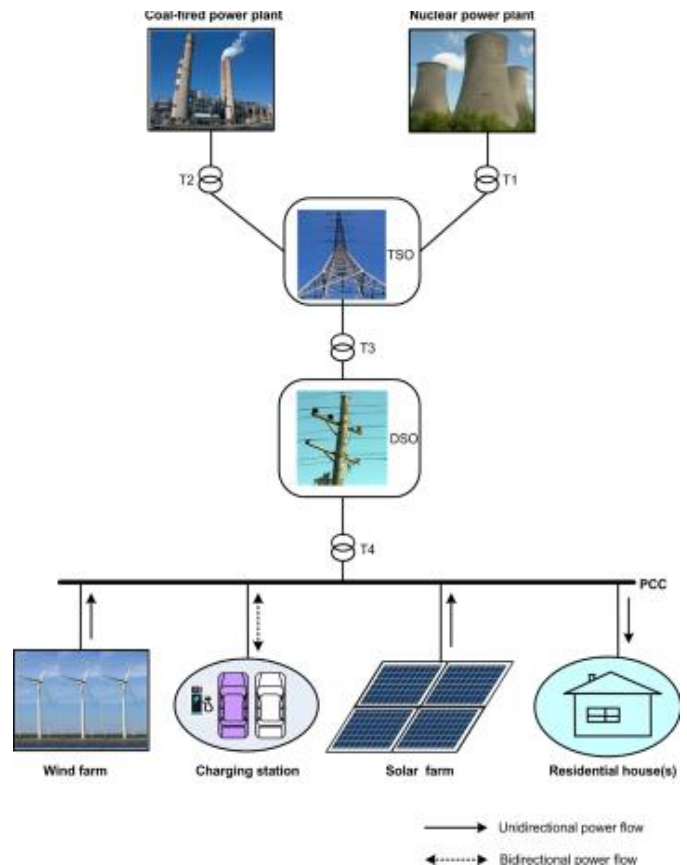 Coal-fired power plant
Nuclear power plant
T2
T1
TSO
T3
DSO
T4
PCC
Wind farm
Charging station
Solar farm
Residential house(s)
Unidirectional power flow
Bidirectional power flow